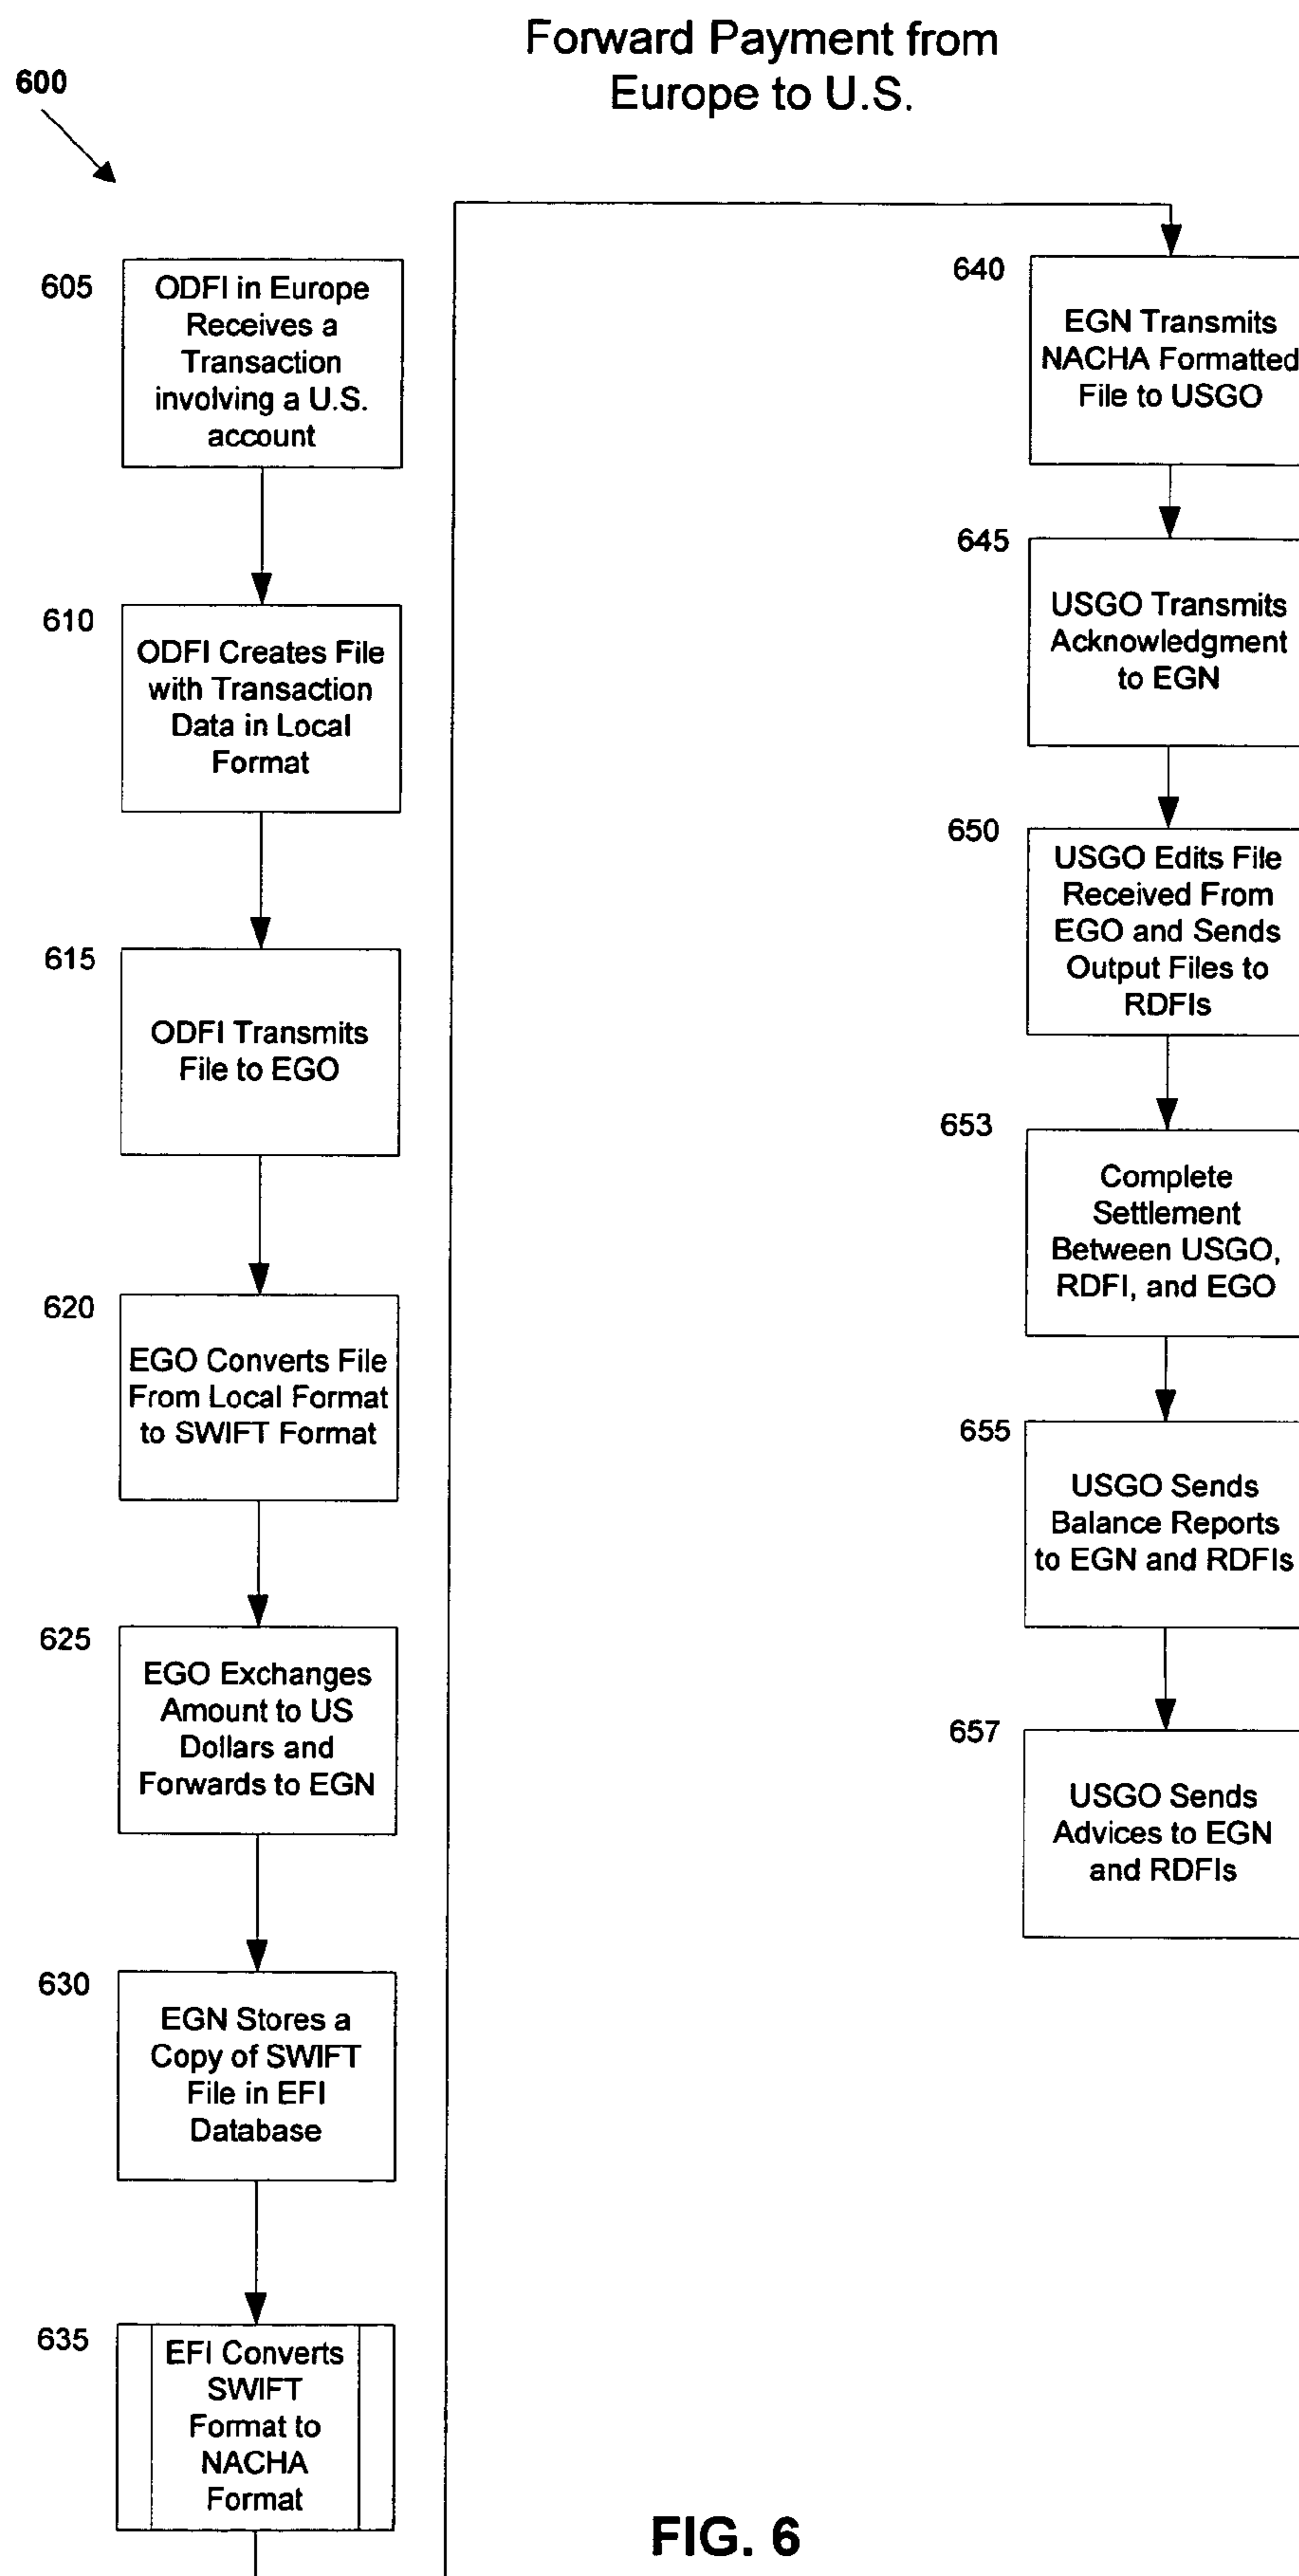 Forward Payment from
Europe to U.S.
600
605
ODFI in Europe
Receives a
Transaction
involving a U.S.
account
610
ODFI Creates File
with Transaction
Data in Local
Format
615
ODFI Transmits
File to EGO
620
EGO Converts File
From Local Format
to SWIFT Format
625
EGO Exchanges
Amount to US
Dollars and
Forwards to EGN
630
EGN Stores a
Copy of SWIFT
File in EFI
Database
635
EFI Converts
SWIFT
Format to
NACHA
Format
640
EGN Transmits
NACHA Formatted
File to USGO
645
USGO Transmits
Acknowledgment
to EGN
650
USGO Edits File
Received From
EGO and Sends
Output Files to
RDFIs
653
Complete
Settlement
Between USGO,
RDFI, and EGO
655
USGO Sends
Balance Reports
to EGN and RDFIs
657
USGO Sends
Advices to EGN
and RDFIs
FIG. 6